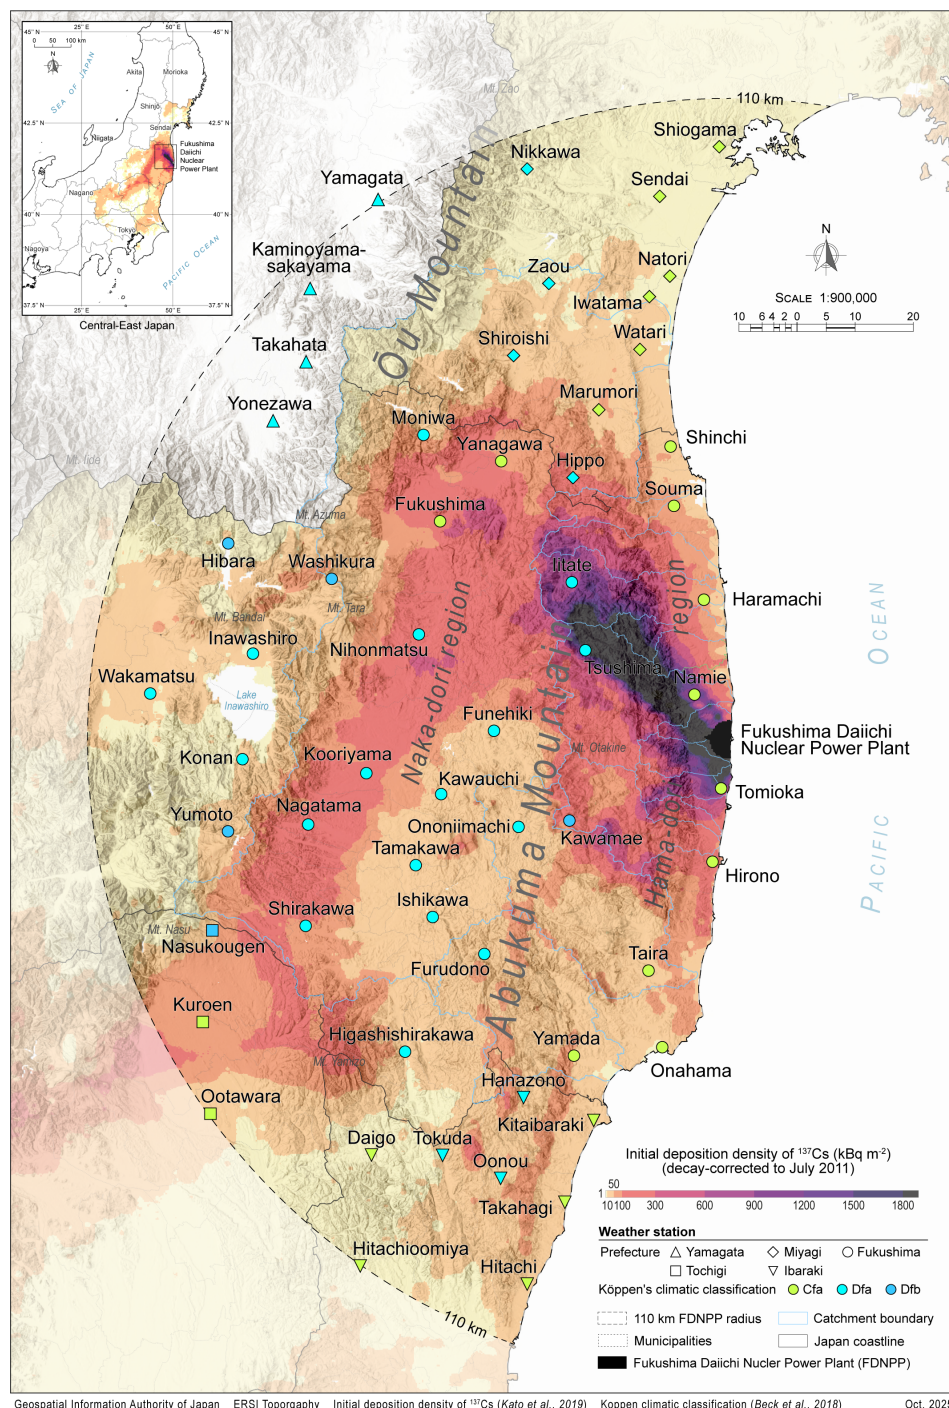 45° N
25° E
50° E
45° N
0 50 100 km
N
SEA OF JAPAN
Akita
Morioka
Shinjo
42.5° N
42.5° N
Sendai
Niigata
Fukushima
Daiichi
Nuclear
Power Plant
Nagano
40° N
40° N
Tokyo
Nagoya
PACIFIC OCEAN
37.5° N
25° E
50° E
37.5° N
Central-East Japan
Mt. Zao
110 km
Shiogama
Nikkawa
Yamagata
Sendai
Ōu Mountain
Kaminoyama-
sakayama
Zaou
Natori
Iwatama
N
SCALE 1:900,000
10 6 4 2 0 5 10 20
Takahata
Shiroishi
Watari
Yonezawa
Marumori
Moniwa
Yanagawa
Shinchi
Mt. Iide
Hippo
Fukushima
Souma
Mt. Azuma
Hibara
Washikura
Iitate
Haramachi
Mt. Bandai
Mt. Tara
Inawashiro
Nihonmatsu
Naka-dori region
Tsushima
Namie
Wakamatsu
Lake
Inawashiro
Funehiki
Fukushima Daiichi
Nuclear Power Plant
Mt. Otakine
Konan
Kooriyama
Kawauchi
Tomioka
Nagatama
Yumoto
Ononiimachi
Kawamae
Tamakawa
Abukuma Mountain
Hama-do region
Hirono
PACIFIC OCEAN
Ishikawa
Shirakawa
Mt. Nasu
Nasukougen
Furudono
Taira
Kuroen
Higashishirakawa
Yamada
Onahama
Hanazono
Ootawara
Kitaibaraki
Daigo
Tokuda
Oonou
Takahagi
Hitachioomiya
Hitachi
110 km
Initial deposition density of ¹³⁷Cs (kBq m⁻²)
(decay-corrected to July 2011)
50
1
10 100 300 600 900 1200 1500 1800
Weather station
Prefecture Yamagata Miyagi Fukushima
Tochigi Ibaraki
Köppen's climatic classification Cfa Dfa Dfb
110 km FDNPP radius Catchment boundary
Municipalities Japan coastline
Fukushima Daiichi Nucler Power Plant (FDNPP)
Geospatial Information Authority of Japan ERSI Toporgaphy Initial deposition density of ¹³⁷Cs (Kato et al., 2019) Koppen climatic classification (Beck et al., 2018)